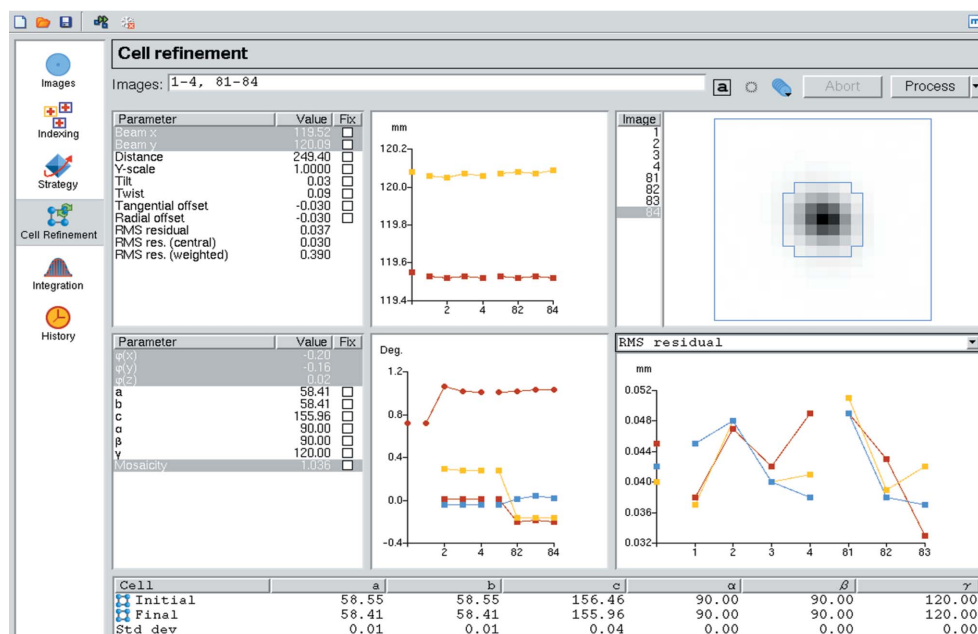 m
Cell refinement
Images: 1-4, 81-84
a
Abort
Process
Images
Indexing
Strategy
Cell Refinement
Integration
History
Parameter Value Fix
Beam x 119.52
Beam y 120.09
Distance 249.40
Y-scale 1.0000
Tilt 0.03
Twist 0.09
Tangential offset -0.030
Radial offset -0.030
RMS residual 0.037
RMS res. (central) 0.030
RMS res. (weighted) 0.390
mm
120.2
120.0
119.8
119.6
119.4
2 4 82 84
Image
1
2
3
4
81
82
83
84
Parameter Value Fix
φ(x) -0.20
φ(y) -0.16
φ(z) 0.02
a 58.41
b 58.41
c 155.96
α 90.00
β 90.00
γ 120.00
Mosaicity 1.036
Deg.
1.2
0.8
0.4
0.0
-0.4
2 4 82 84
RMS residual
mm
0.052
0.048
0.044
0.040
0.036
0.032
1 2 3 4 81 82 83
Cell a b c α β γ
Initial 58.55 58.55 156.46 90.00 90.00 120.00
Final 58.41 58.41 155.96 90.00 90.00 120.00
Std dev 0.01 0.01 0.04 0.00 0.00 0.00